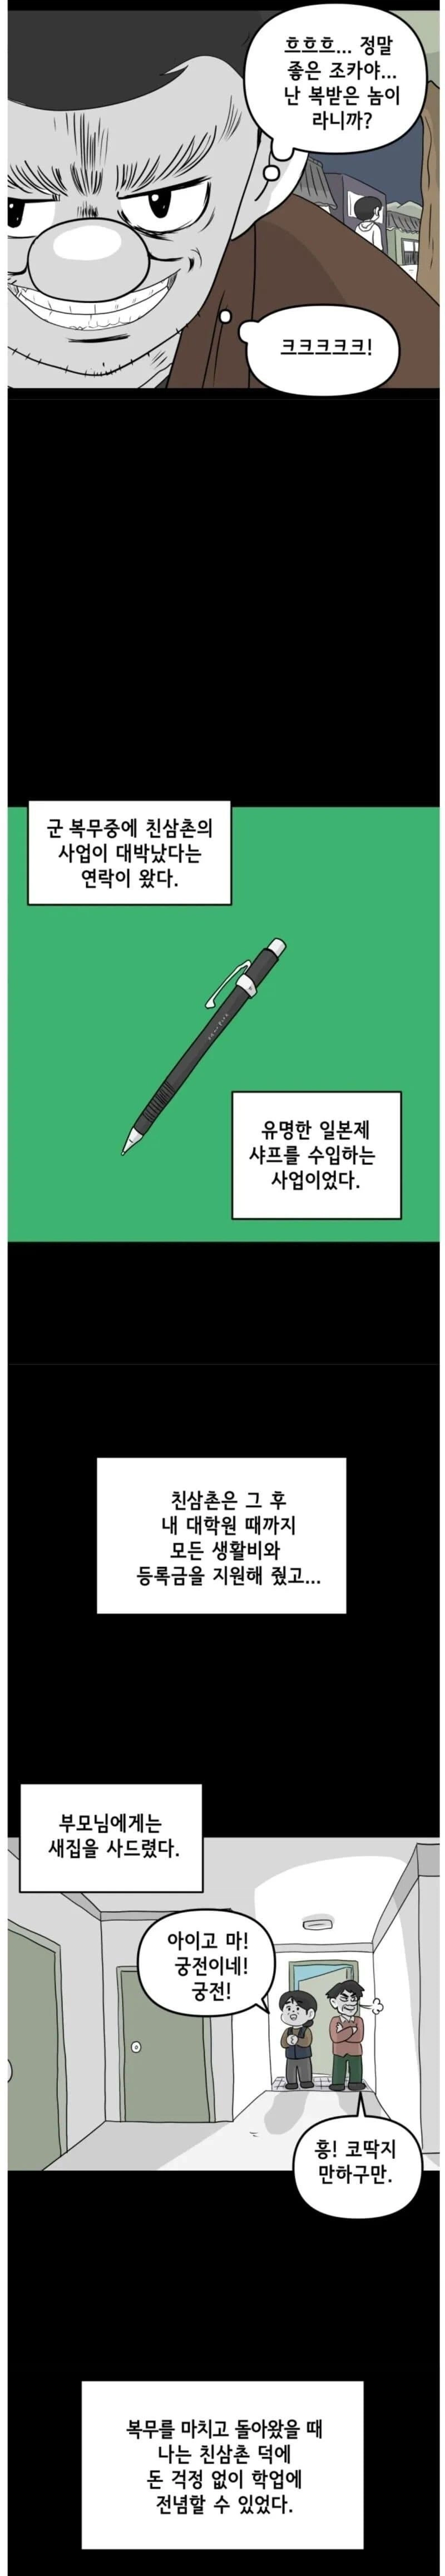 흐흐흐... 정말
좋은 조카야...
난 복받은 놈이
라니까?
크크크크크!
군 복무중에 친삼촌의
사업이 대박났다는
연락이 왔다.
유명한 일본제
샤프를 수입하는
사업이었다.
친삼촌은 그 후
내 대학원 때까지
모든 생활비와
등록금을 지원해 줬고...
부모님에게는
새집을 사드렸다.
아이고 마!
궁전이네!
궁전!
흥! 코딱지
만하구만.
복무를 마치고 돌아왔을 때
나는 친삼촌 덕에
돈 걱정 없이 학업에
전념할 수 있었다.